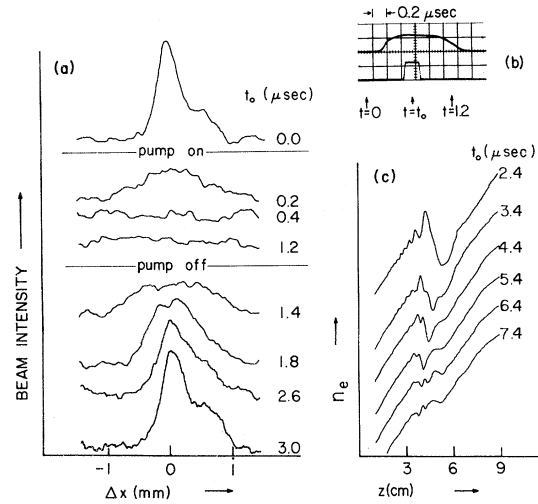 (a)
t₀ (μsec)
0.0
pump on
0.2
0.4
1.2
pump off
1.4
1.8
2.6
3.0
BEAM INTENSITY
-1 0 1
Δx (mm)
0.2 μsec
(b)
t=0 t=t₀ t=1.2
(c)
t₀(μsec)
2.4
3.4
4.4
5.4
6.4
7.4
nₑ
3 6 9
z(cm)